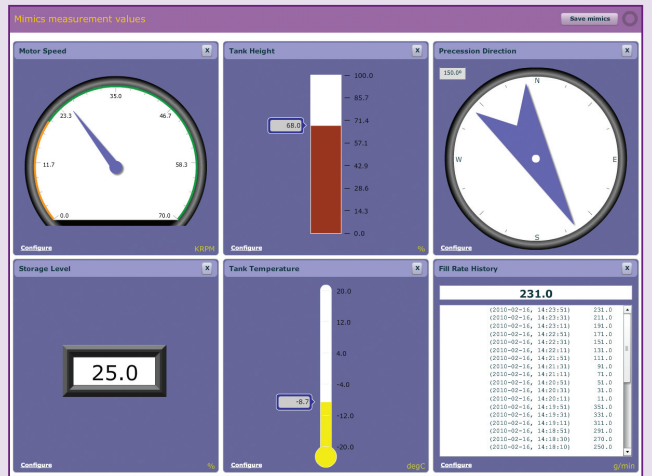 Mimics measurement values
Save mimics
Motor Speed
X
0.0
11.7
23.3
35.0
46.7
58.3
70.0
Configure
KRPM
Tank Height
X
68.0
100.0
85.7
71.4
57.1
42.9
28.6
14.3
0.0
Configure
%
Precession Direction
X
150.0º
N
W
E
S
Configure
Storage Level
X
25.0
Configure
%
Tank Temperature
X
-8.7
20.0
12.0
4.0
-4.0
-12.0
-20.0
Configure
degC
Fill Rate History
X
231.0
(2010-02-16, 14:23:51) 231.0
(2010-02-16, 14:23:31) 211.0
(2010-02-16, 14:23:11) 191.0
(2010-02-16, 14:22:51) 171.0
(2010-02-16, 14:22:31) 151.0
(2010-02-16, 14:22:11) 131.0
(2010-02-16, 14:21:51) 111.0
(2010-02-16, 14:21:31) 91.0
(2010-02-16, 14:21:11) 71.0
(2010-02-16, 14:20:51) 51.0
(2010-02-16, 14:20:31) 31.0
(2010-02-16, 14:20:11) 11.0
(2010-02-16, 14:19:51) 351.0
(2010-02-16, 14:19:31) 331.0
(2010-02-16, 14:19:11) 311.0
(2010-02-16, 14:18:51) 291.0
(2010-02-16, 14:18:30) 270.0
(2010-02-16, 14:18:10) 250.0
Configure
g/min